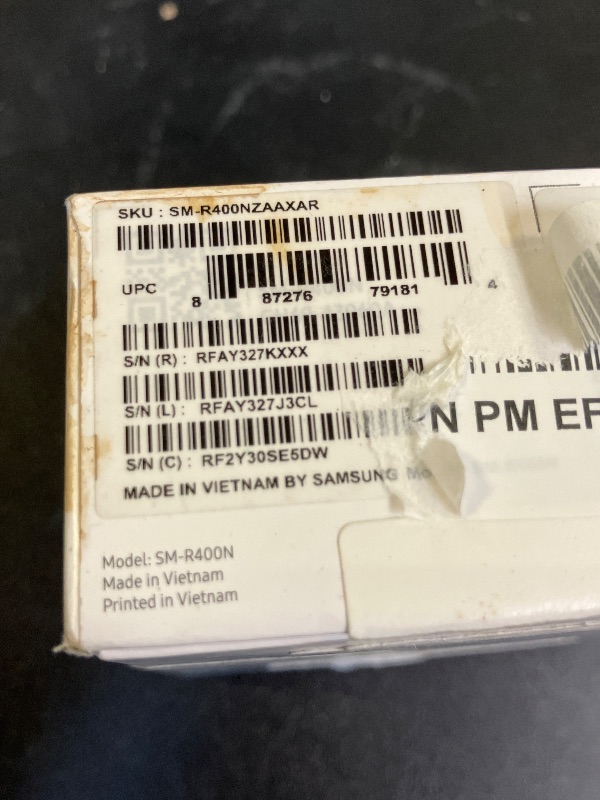 SKU : SM-R400NZAAXAR
UPC 8 87276 79181 4
S/N (R) : RFAY327KXXX
S/N (L) : RFAY327J3CL
N PM EF
S/N (C) : RF2Y30SE5DW
MADE IN VIETNAM BY SAMSUNG Mo
Model: SM-R400N
Made in Vietnam
Printed in Vietnam